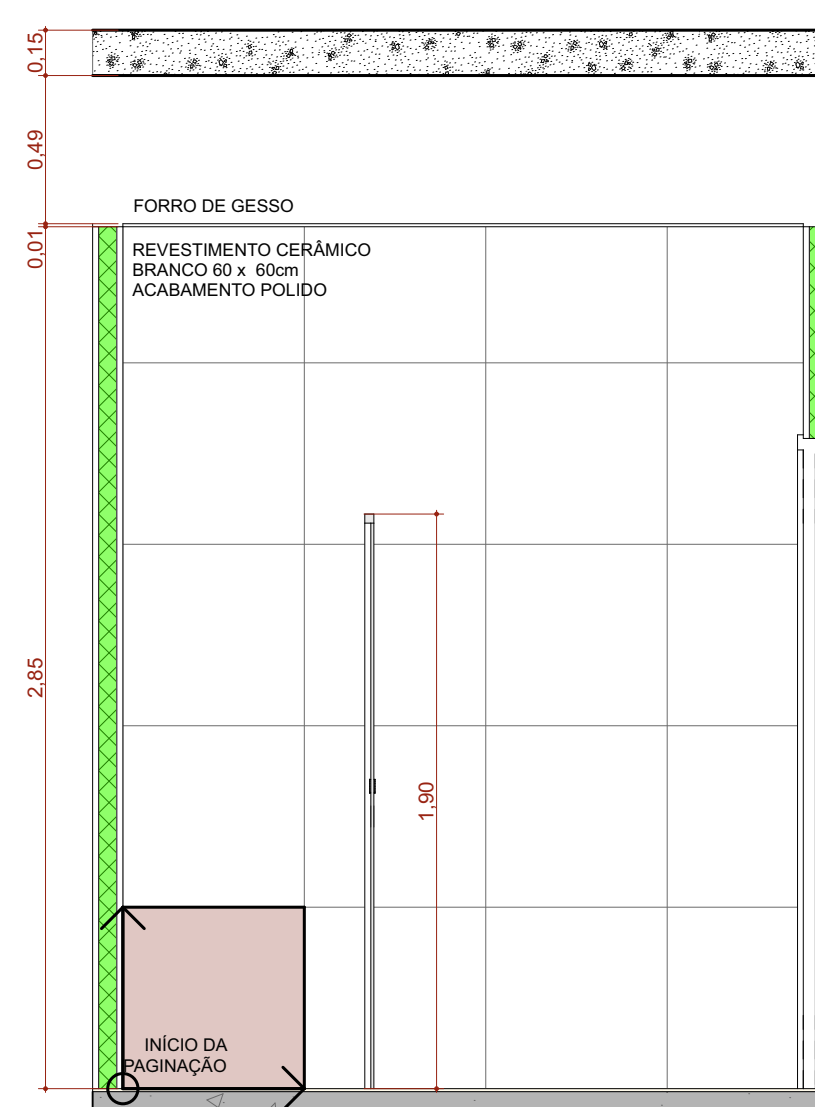 0,15
0,49
FORRO DE GESSO
0,01
REVESTIMENTO CERÂMICO
BRANCO 60 x 60cm
ACABAMENTO POLIDO
2,85
1,90
INÍCIO DA
PAGINAÇÃO